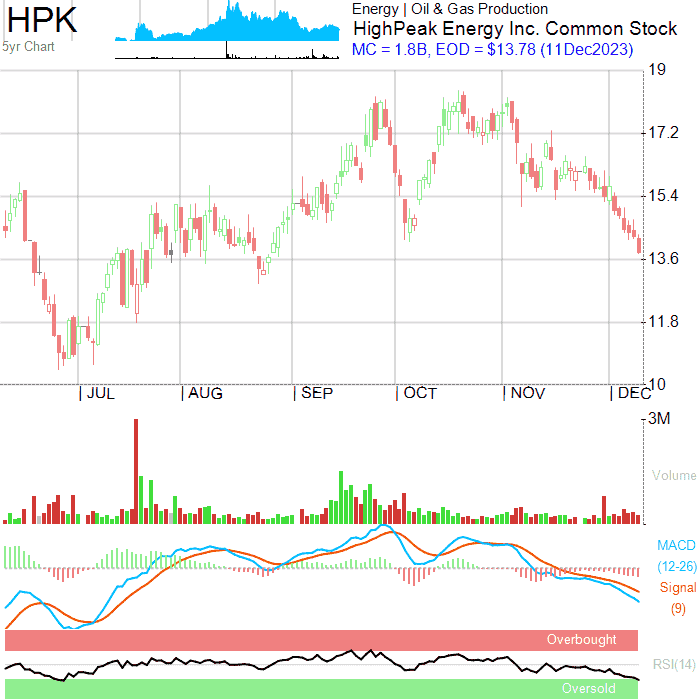 HPK
5yr Chart
Energy | Oil & Gas Production
HighPeak Energy Inc. Common Stock
MC = 1.8B, EOD = $13.78 (11Dec2023)
19
17.2
15.4
13.6
11.8
10
| JUL | AUG | SEP | OCT | NOV | DEC
3M
Volume
MACD
(12-26)
Signal
(9)
Overbought
RSI(14)
Oversold